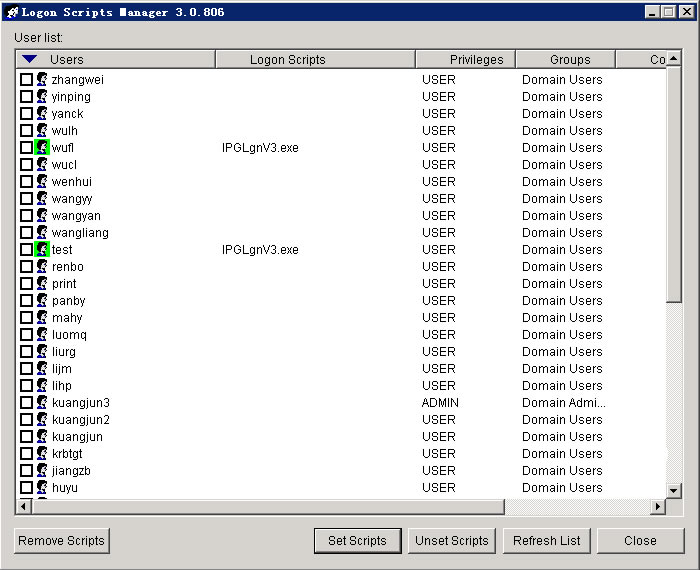 Logon Scripts Manager 3.0.806
User list:
Users Logon Scripts Privileges Groups Co
zhangwei USER Domain Users
yinping USER Domain Users
yanck USER Domain Users
wulh USER Domain Users
wufl IPGLgnV3.exe USER Domain Users
wucl USER Domain Users
wenhui USER Domain Users
wangyy USER Domain Users
wangyan USER Domain Users
wangliang USER Domain Users
test IPGLgnV3.exe USER Domain Users
renbo USER Domain Users
print USER Domain Users
panby USER Domain Users
mahy USER Domain Users
luomq USER Domain Users
liurg USER Domain Users
lijm USER Domain Users
lihp USER Domain Users
kuangjun3 ADMIN Domain Admi...
kuangjun2 USER Domain Users
kuangjun USER Domain Users
krbtgt USER Domain Users
jiangzb USER Domain Users
huyu USER Domain Users
Remove Scripts Set Scripts Unset Scripts Refresh List Close